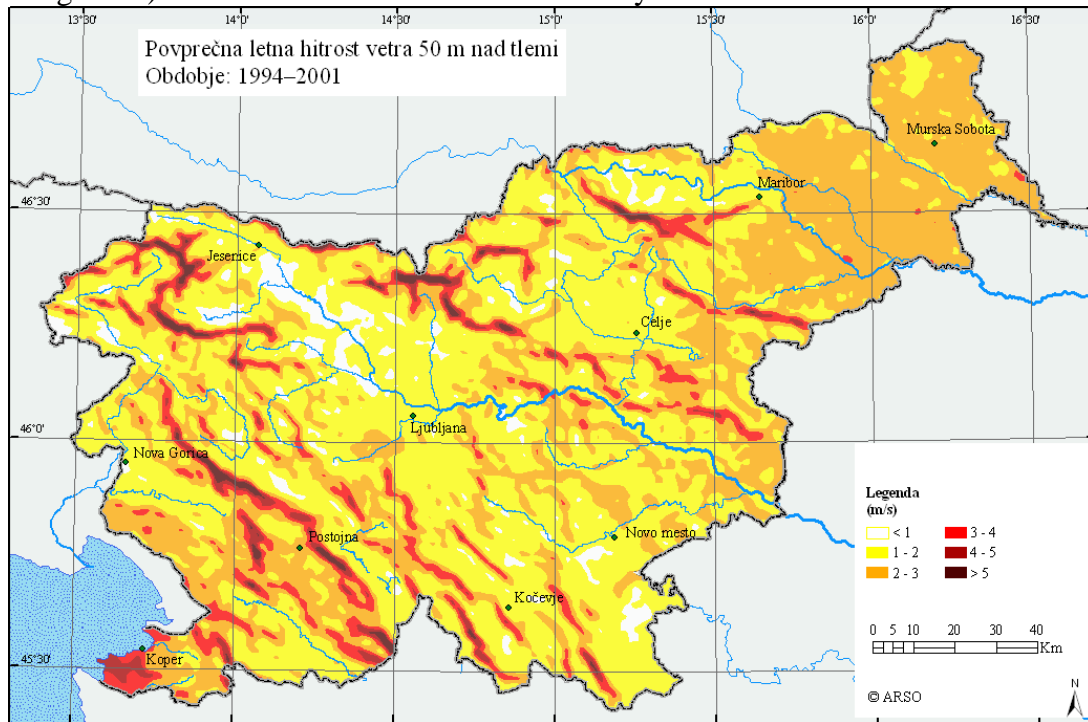 13°30' 14°0' 14°30' 15°0' 15°30' 16°0' 16°30'
Povprečna letna hitrost vetra 50 m nad tlemi
Obdobje: 1994–2001
Murska Sobota
Maribor
46°30'
Jesenice
Celje
Ljubljana
46°0'
Nova Gorica
Legenda
(m/s)
< 1 3 - 4
1 - 2 4 - 5
2 - 3 > 5
Novo mesto
Postojna
Kočevje
0 5 10 20 30 40
Km
Koper
45°30'
N
© ARSO